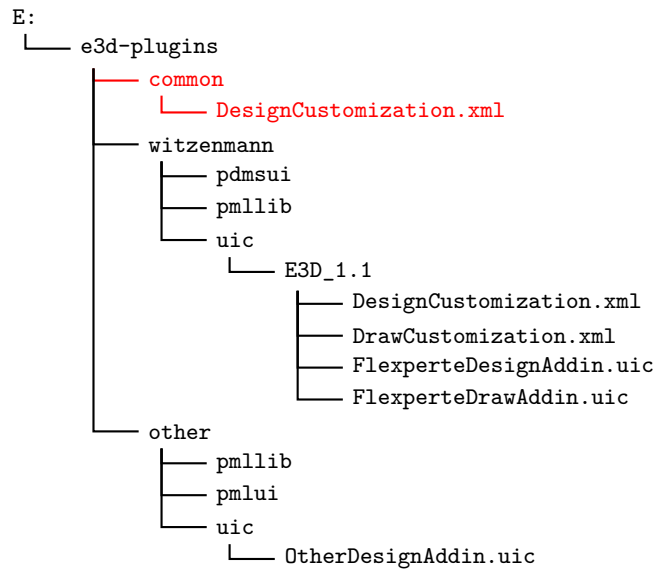 E:
e3d-plugins
common
DesignCustomization.xml
witzenmann
pdmsui
pmllib
uic
E3D_1.1
DesignCustomization.xml
DrawCustomization.xml
FlexperteDesignAddin.uic
FlexperteDrawAddin.uic
other
pmllib
pmlui
uic
OtherDesignAddin.uic